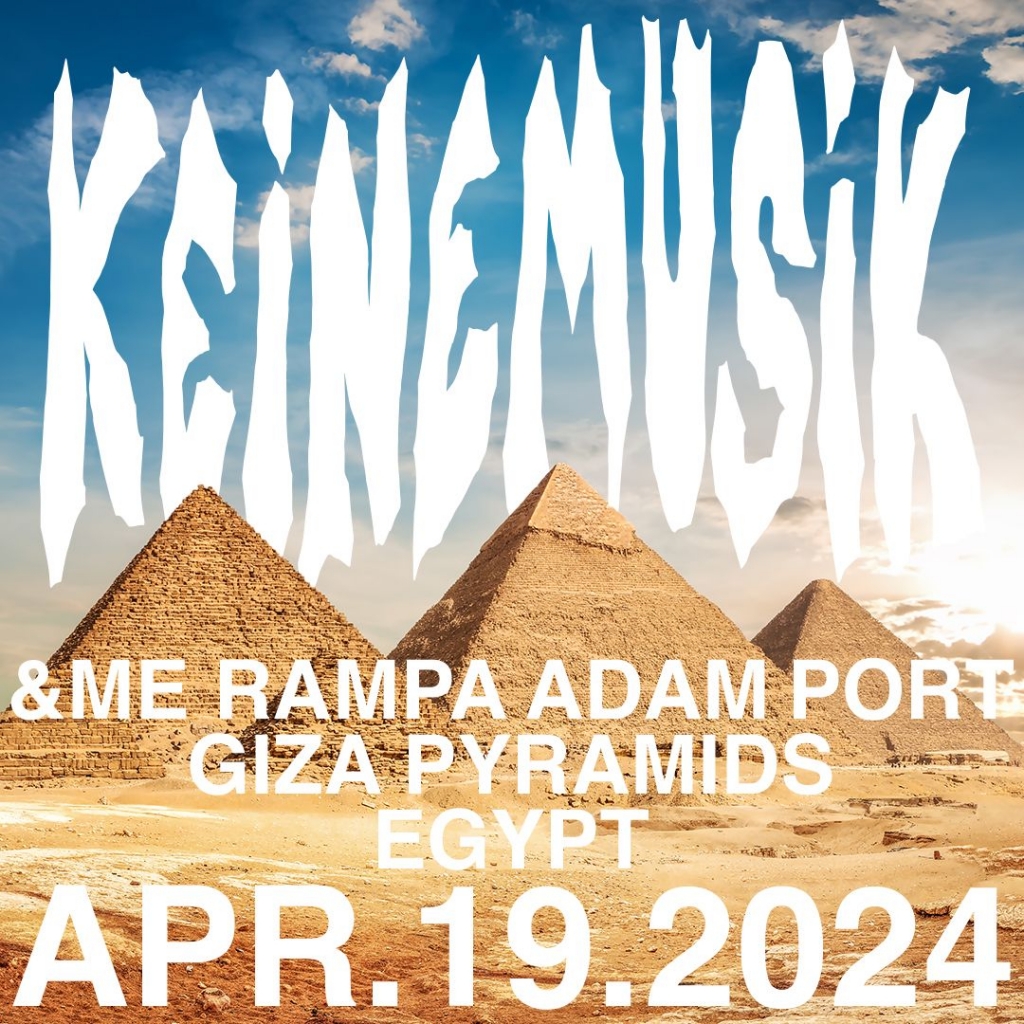 KEiNEMUSiK
&ME RAMPA ADAM PORT
GIZA PYRAMIDS
EGYPT
APR.19.2024